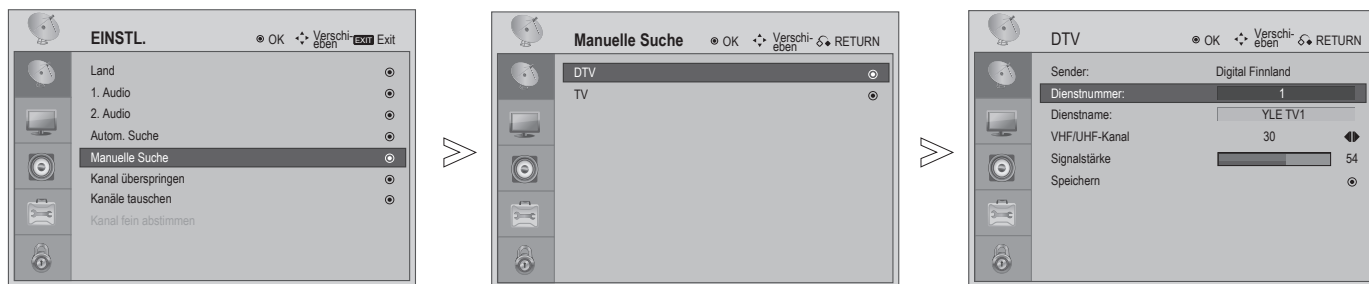 EINSTL.
OK Verschi-eben EXIT Exit
Land
1. Audio
2. Audio
Autom. Suche
Manuelle Suche
Kanal überspringen
Kanäle tauschen
Kanal fein abstimmen
Manuelle Suche
OK Verschi-eben RETURN
DTV
TV
DTV
OK Verschi-eben RETURN
Sender: Digital Finnland
Dienstnummer: 1
Dienstname: YLE TV1
VHF/UHF-Kanal 30
Signalstärke 54
Speichern